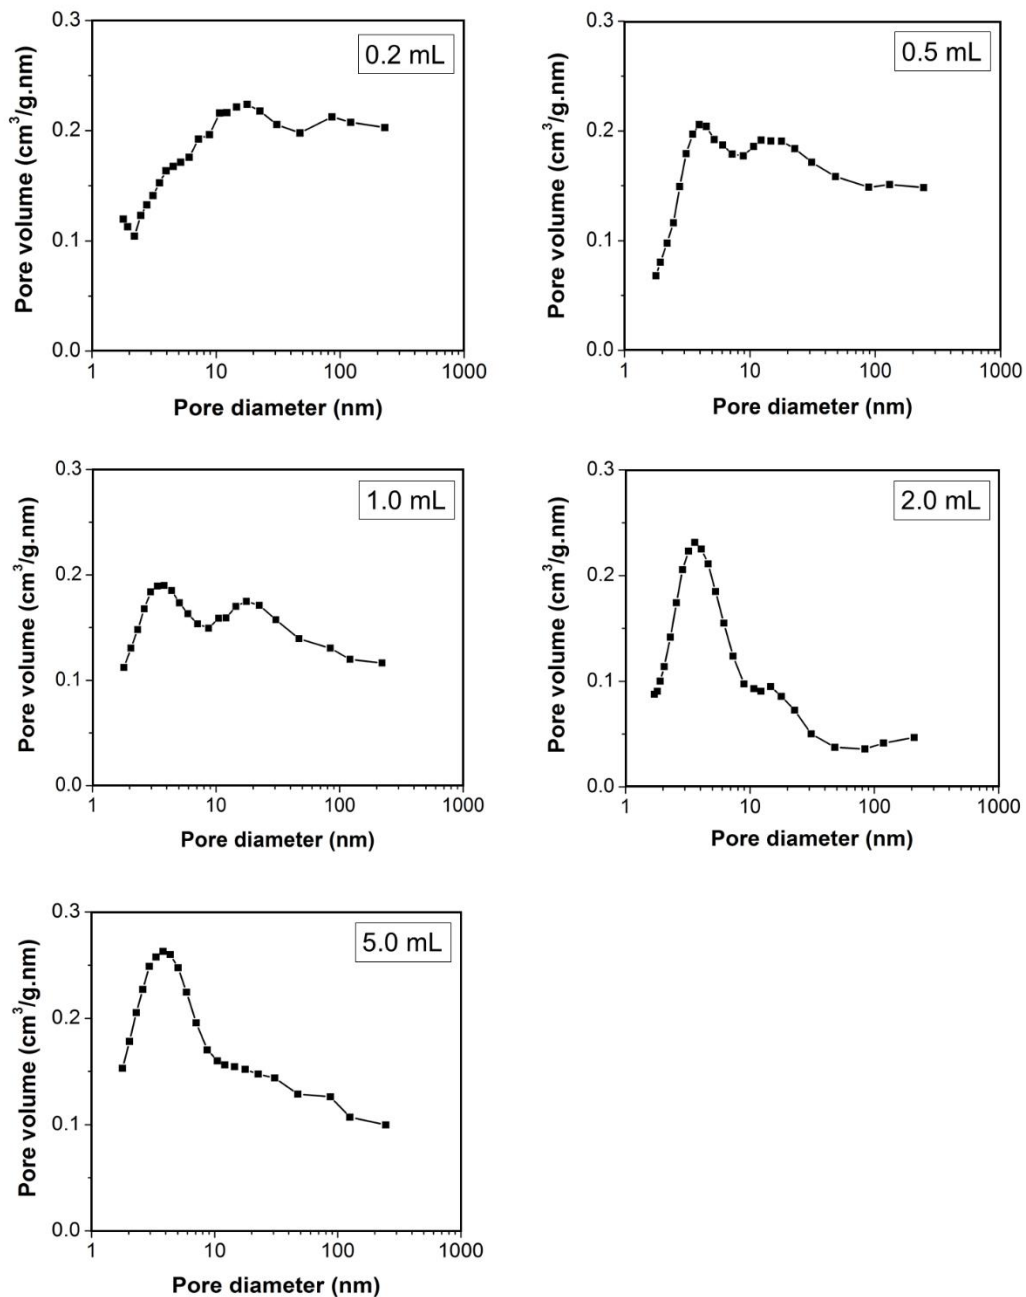 0.3
0.2 mL
0.2
0.1
0.0
1 10 100 1000
Pore volume (cm³/g.nm)
Pore diameter (nm)
0.3
0.5 mL
0.2
0.1
0.0
1 10 100 1000
Pore volume (cm³/g.nm)
Pore diameter (nm)
0.3
1.0 mL
0.2
0.1
0.0
1 10 100 1000
Pore volume (cm³/g.nm)
Pore diameter (nm)
0.3
2.0 mL
0.2
0.1
0.0
1 10 100 1000
Pore volume (cm³/g.nm)
Pore diameter (nm)
0.3
5.0 mL
0.2
0.1
0.0
1 10 100 1000
Pore volume (cm³/g.nm)
Pore diameter (nm)